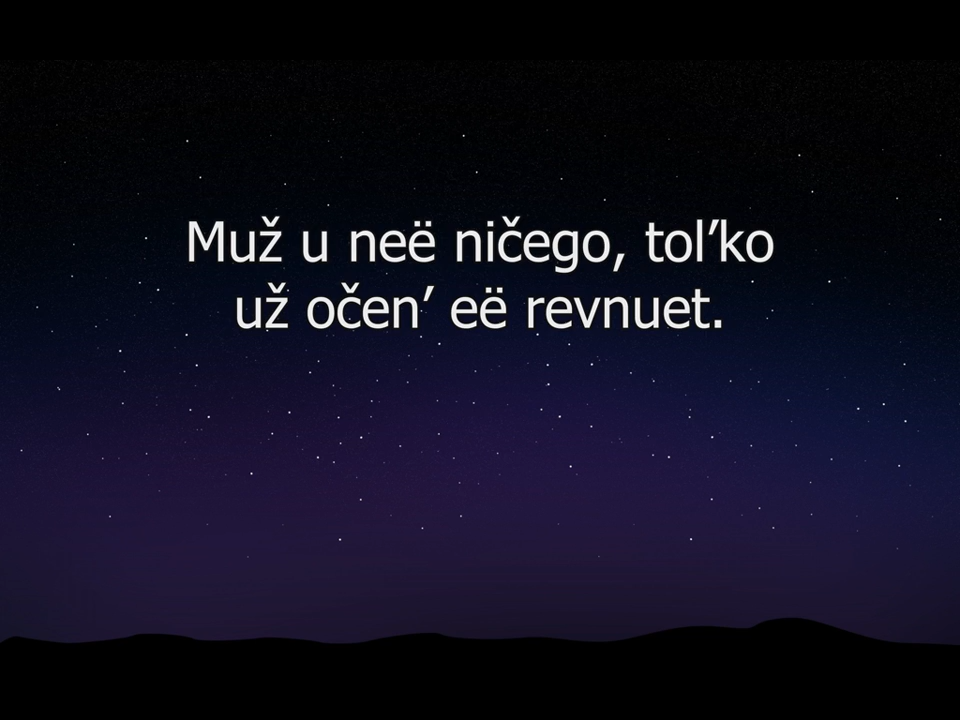 Muž u neë ničego, tol’ko
už očen’ eë revnuet.